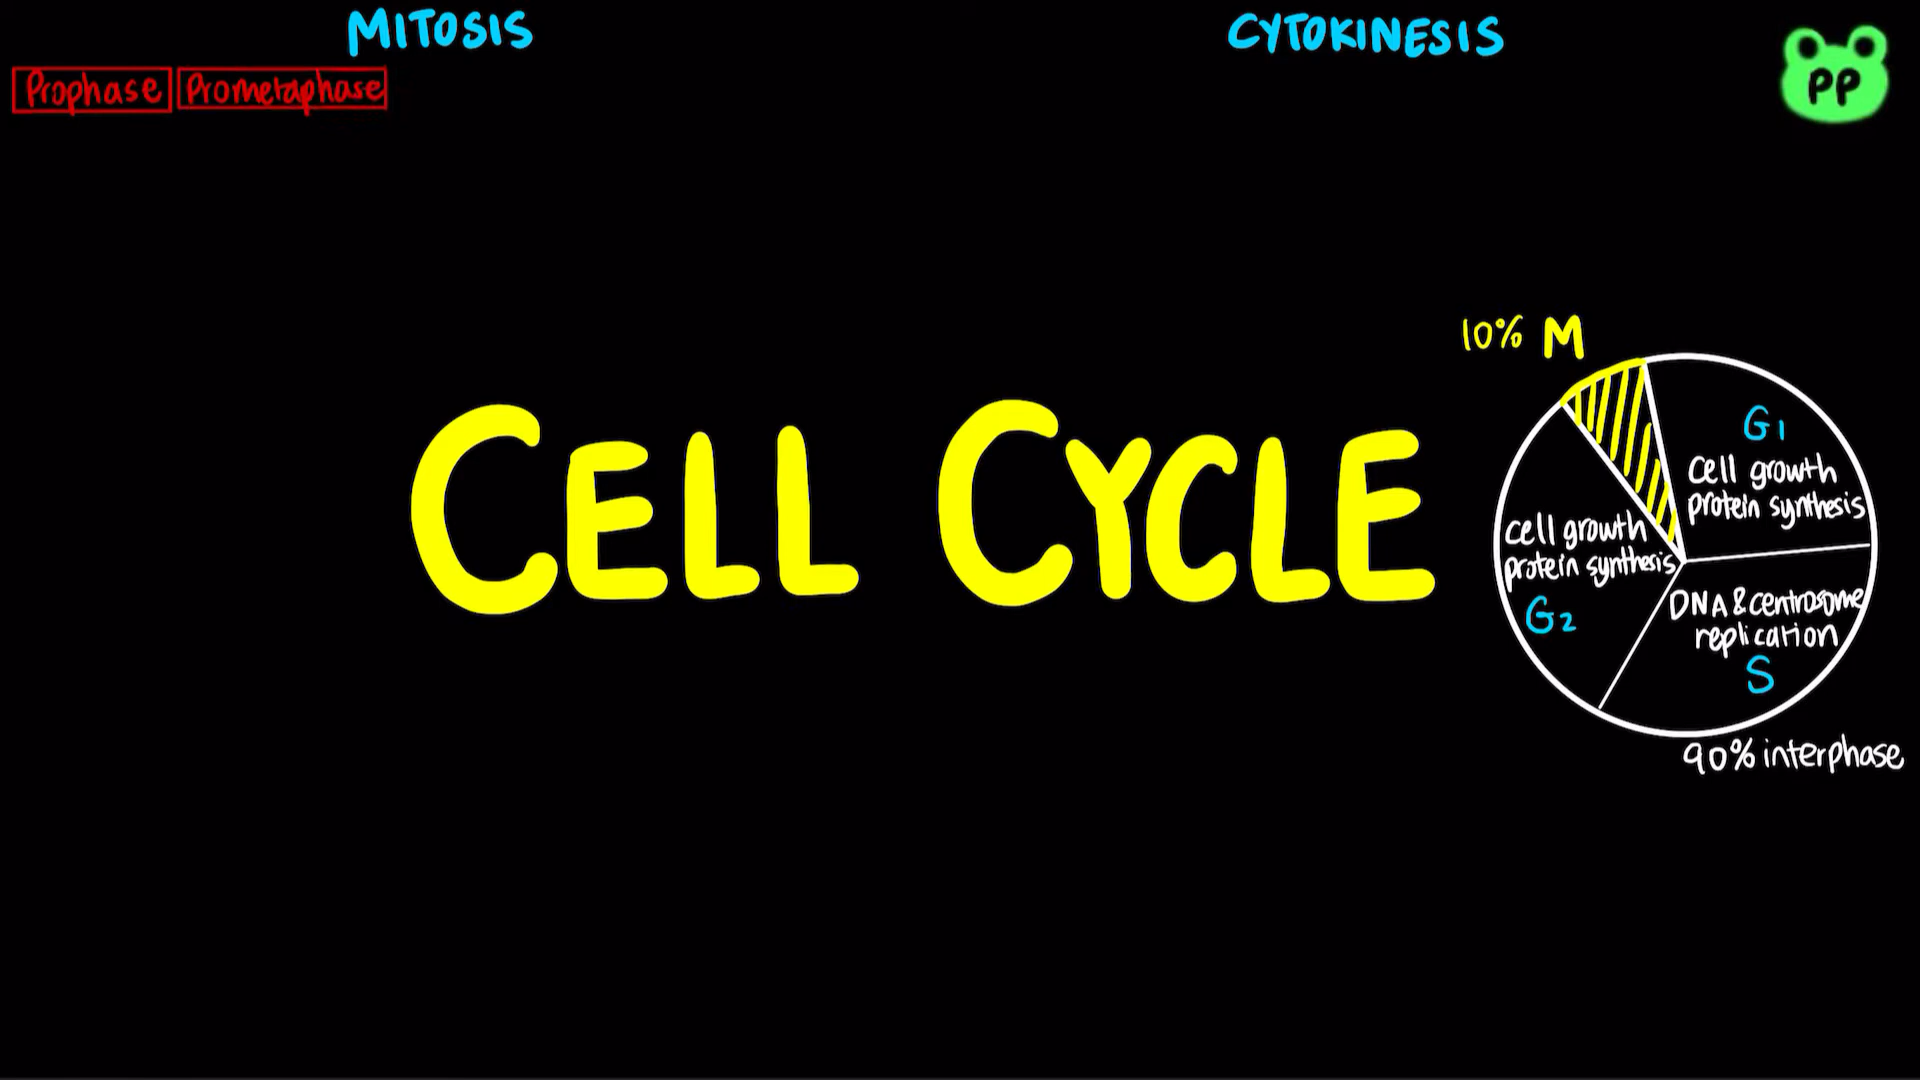 MITOSIS
CYTOKINESIS
PP
Prophase
Prometaphase
10% M
CELL CYCLE
G1
cell growth
protein synthesis
cell growth
protein synthesis
G2
DNA & centrosome
replication
S
90% interphase